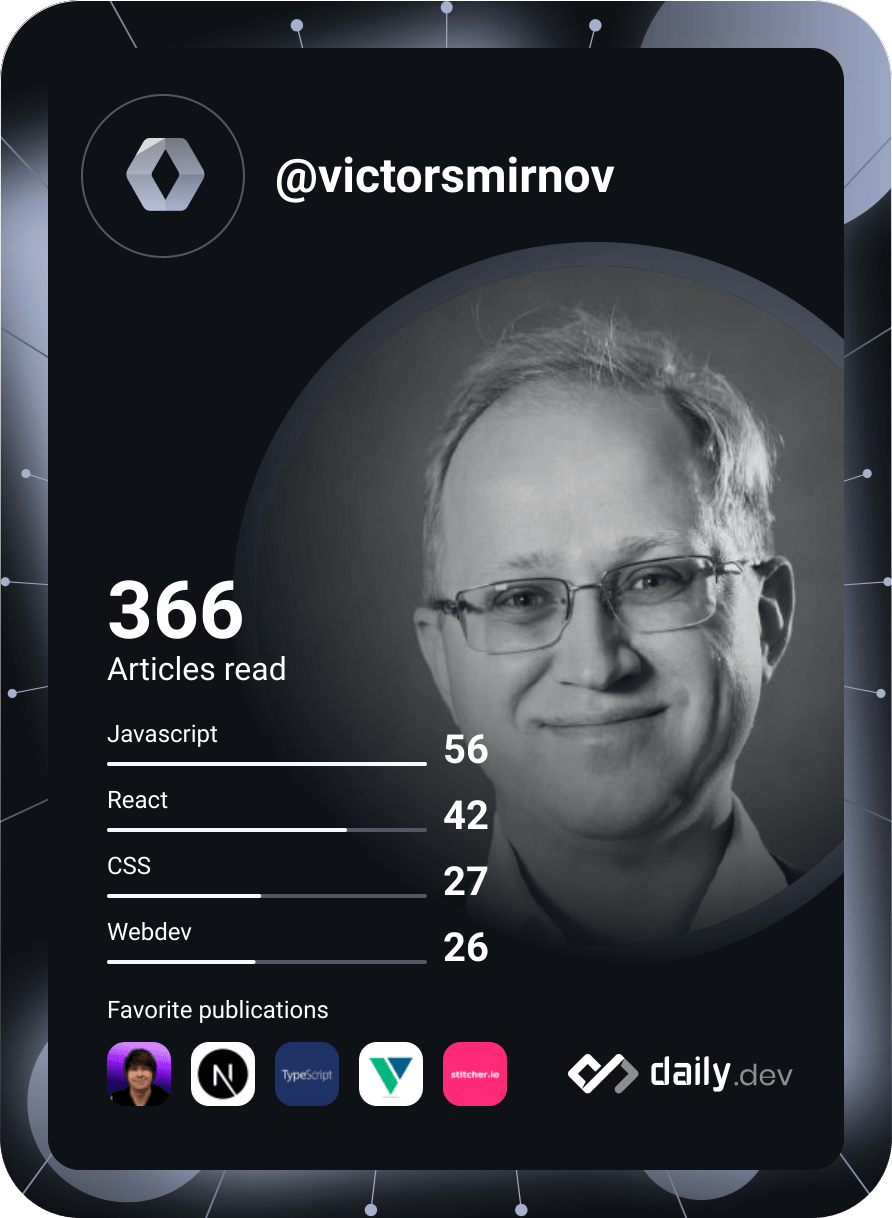 @victorsmirnov
366
Articles read
Javascript
56
React
42
CSS
27
Webdev
26
Favorite publications
N
TypeScript
stitcher.io
daily.dev